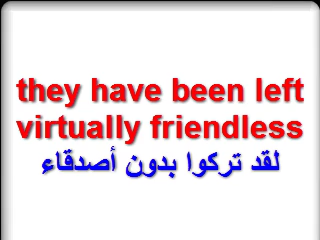 they have been left
virtually friendless
لقد تركوا بدون أصدقاء